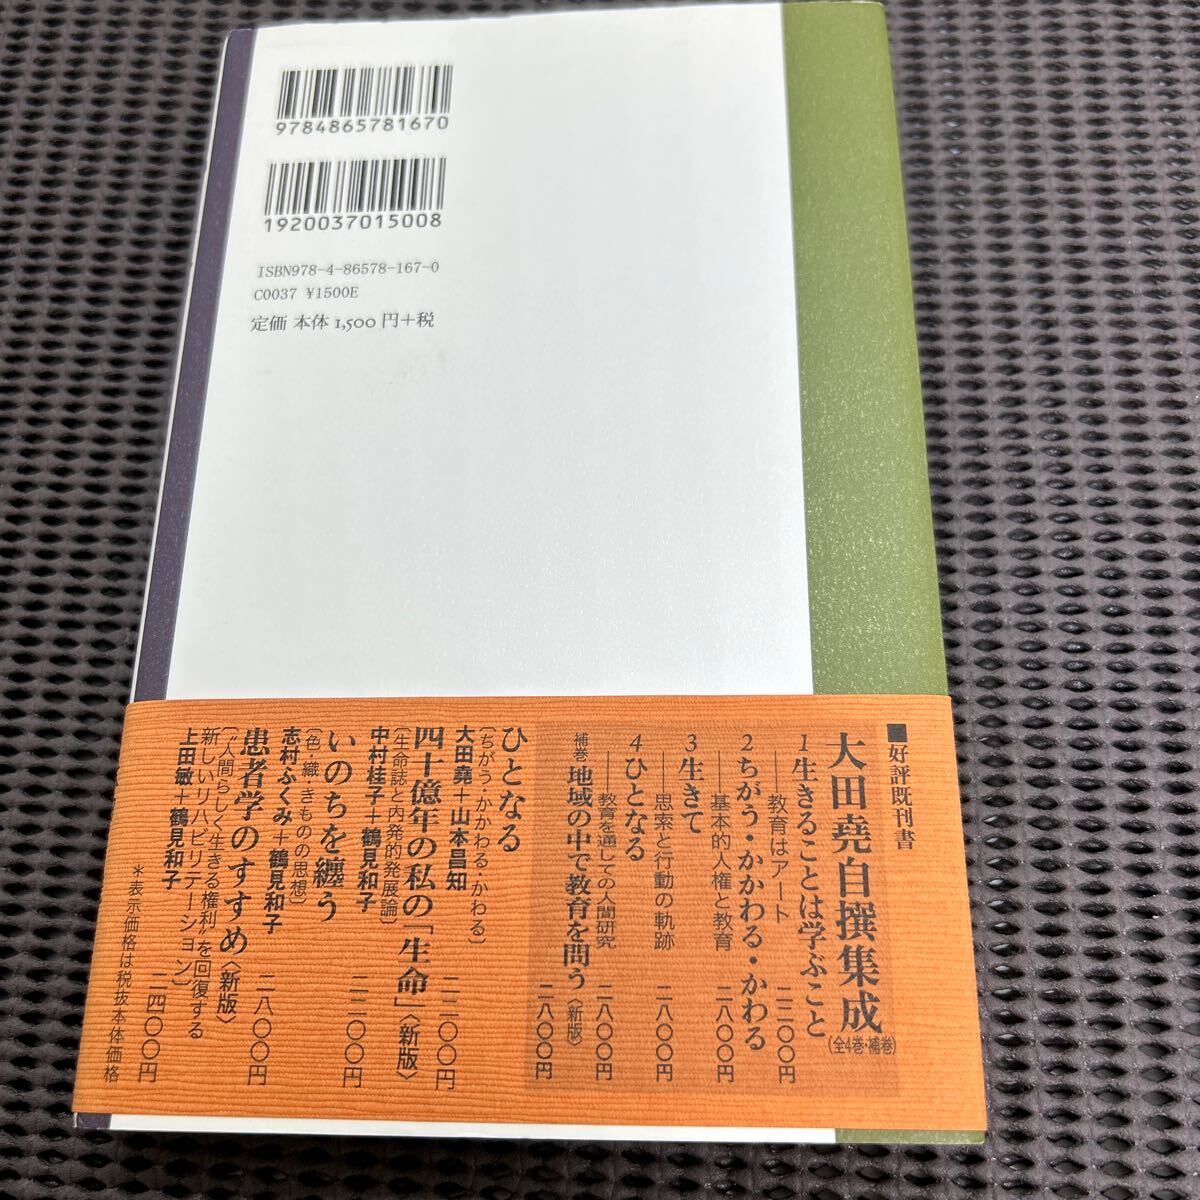 9784865781670
1920037015008
ISBN978-4-86578-167-0
C0037 ¥1500E
定価 本体 1,500 円+税
■好評既刊書
大田堯自撰集成
(全4巻・補巻)
1 生きることは学ぶこと
——教育はアート 二二〇〇円
2 ちがう・かかわる・かわる
——基本的人権と教育 二八〇〇円
3 生きて
——思索と行動の軌跡 二八〇〇円
4 ひとなる
——教育を通しての人間研究 二八〇〇円
補巻 地域の中で教育を問う〈新版〉
二八〇〇円
ひとなる
〔ちがう・かかわる・かわる〕
大田堯+山本昌知 二二〇〇円
四十億年の私の「生命」〈新版〉
〔生命誌と内発的発展論〕
中村桂子+鶴見和子 二二〇〇円
いのちを纏う
〔色・織・きものの思想〕
志村ふくみ+鶴見和子 二八〇〇円
患者学のすすめ〈新版〉
〔“人間らしく生きる権利”を回復する
新しいリハビリテーション〕
上田敏+鶴見和子 二四〇〇円
*表示価格は税抜本体価格